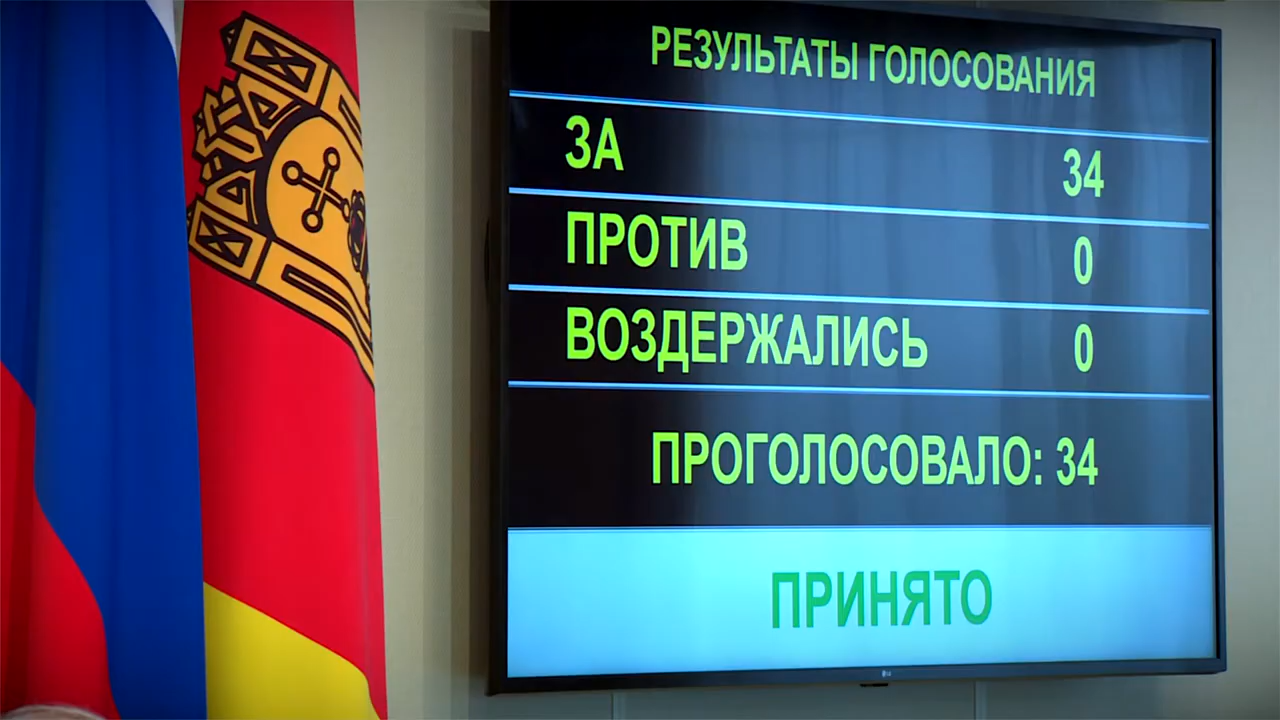 РЕЗУЛЬТАТЫ ГОЛОСОВАНИЯ
ЗА 34
ПРОТИВ 0
ВОЗДЕРЖАЛИСЬ 0
ПРОГОЛОСОВАЛО: 34
ПРИНЯТО
LG